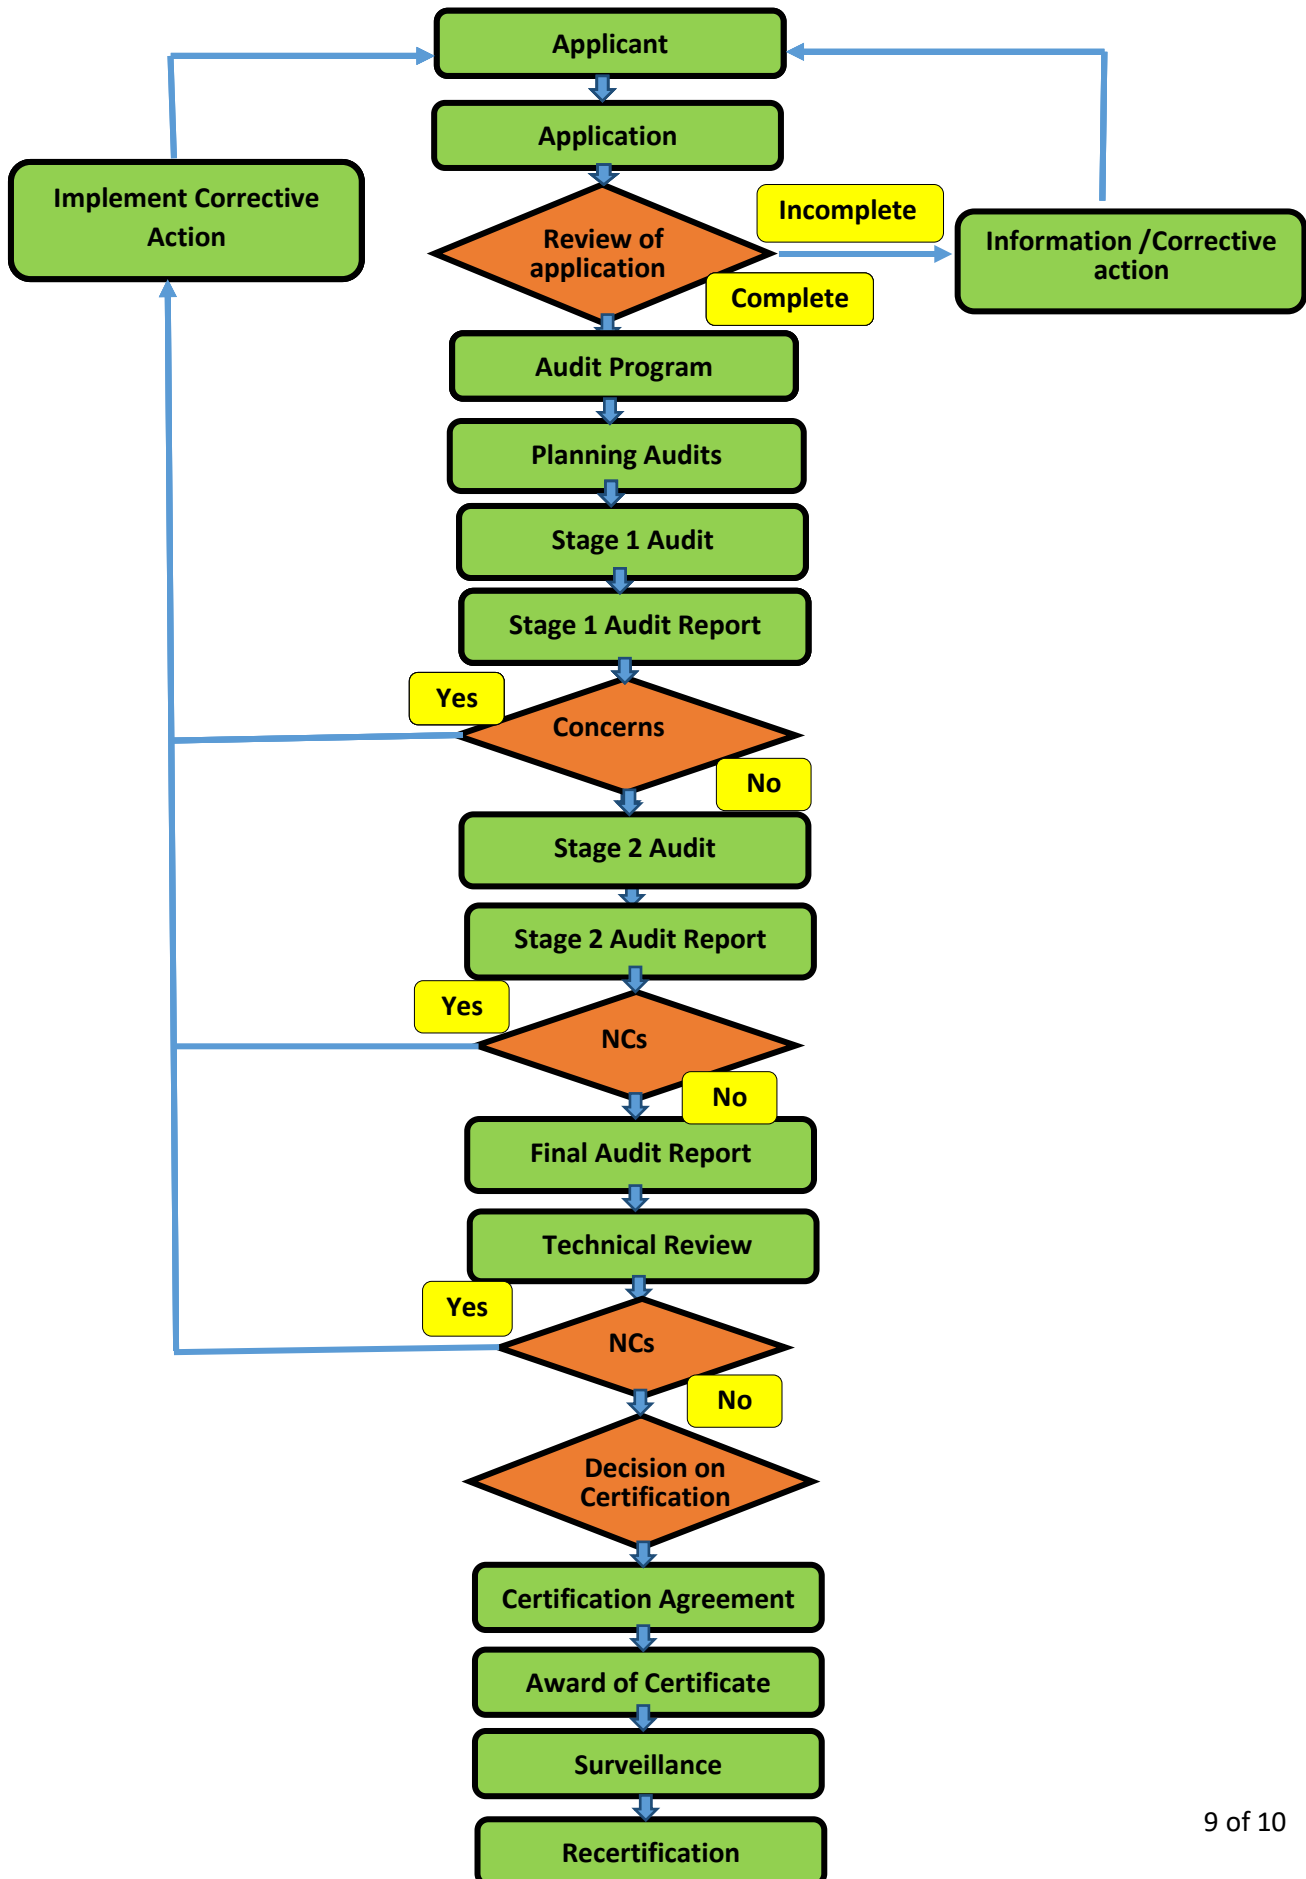 Applicant
Application
Implement Corrective
Action
Review of
application
Incomplete
Complete
Information /Corrective
action
Audit Program
Planning Audits
Stage 1 Audit
Stage 1 Audit Report
Yes
Concerns
No
Stage 2 Audit
Stage 2 Audit Report
Yes
NCs
No
Final Audit Report
Technical Review
Yes
NCs
No
Decision on
Certification
Certification Agreement
Award of Certificate
Surveillance
Recertification
9 of 10